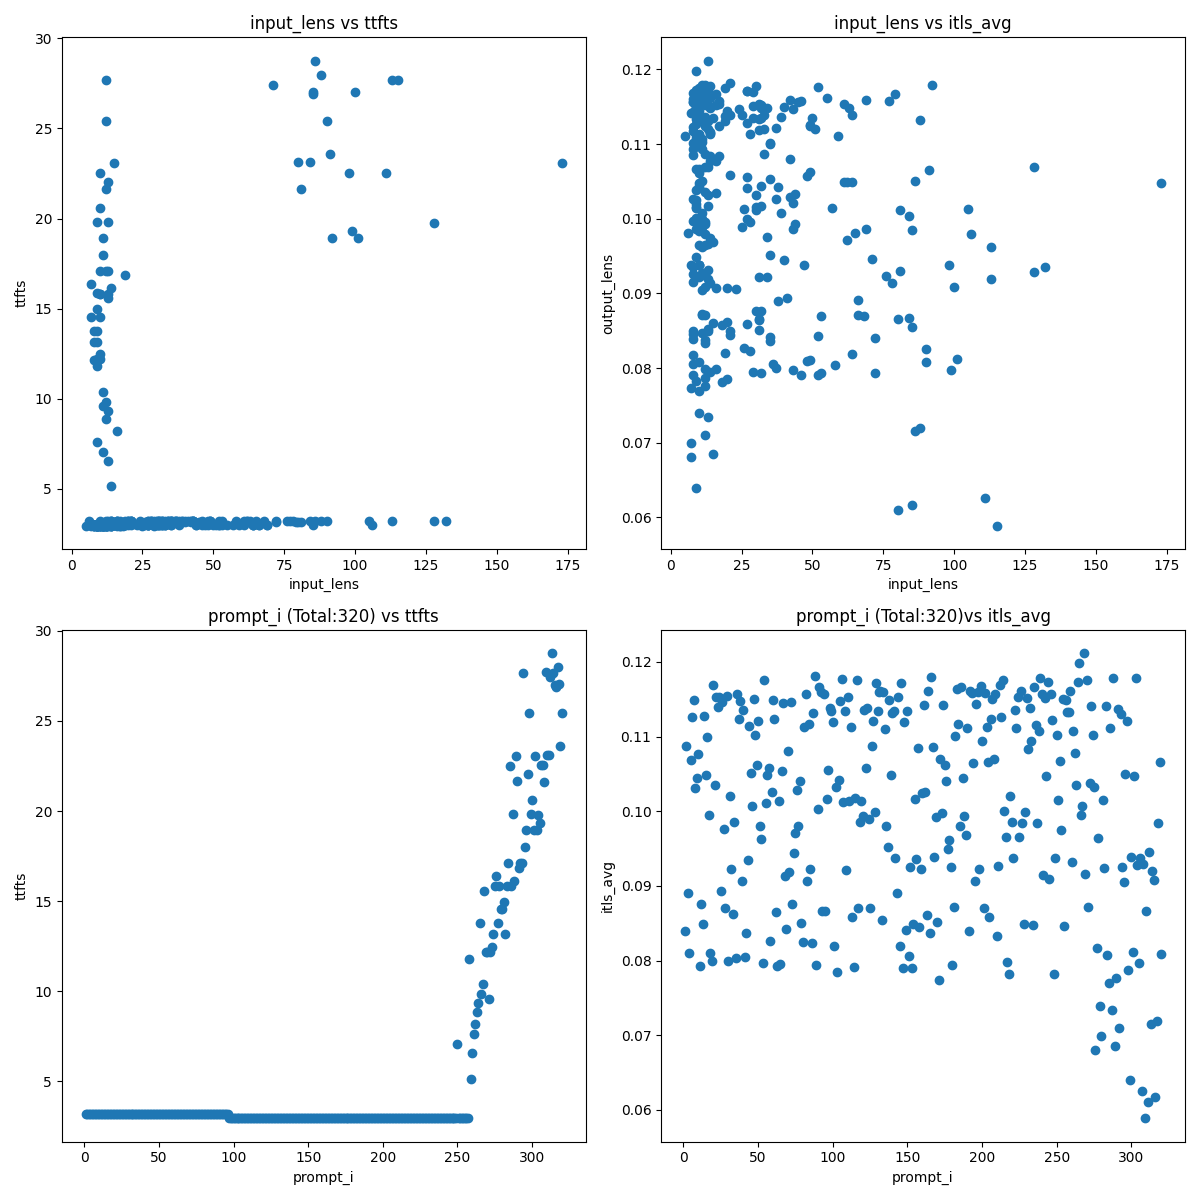 input_lens vs ttfts
input_lens vs itls_avg
30
25
20
15
10
5
ttfts
0 25 50 75 100 125 150 175
input_lens
0.12
0.11
0.10
0.09
0.08
0.07
0.06
output_lens
0 25 50 75 100 125 150 175
input_lens
prompt_i (Total:320) vs ttfts
prompt_i (Total:320)vs itls_avg
30
25
20
15
10
5
ttfts
0 50 100 150 200 250 300
prompt_i
0.12
0.11
0.10
0.09
0.08
0.07
0.06
itls_avg
0 50 100 150 200 250 300
prompt_i